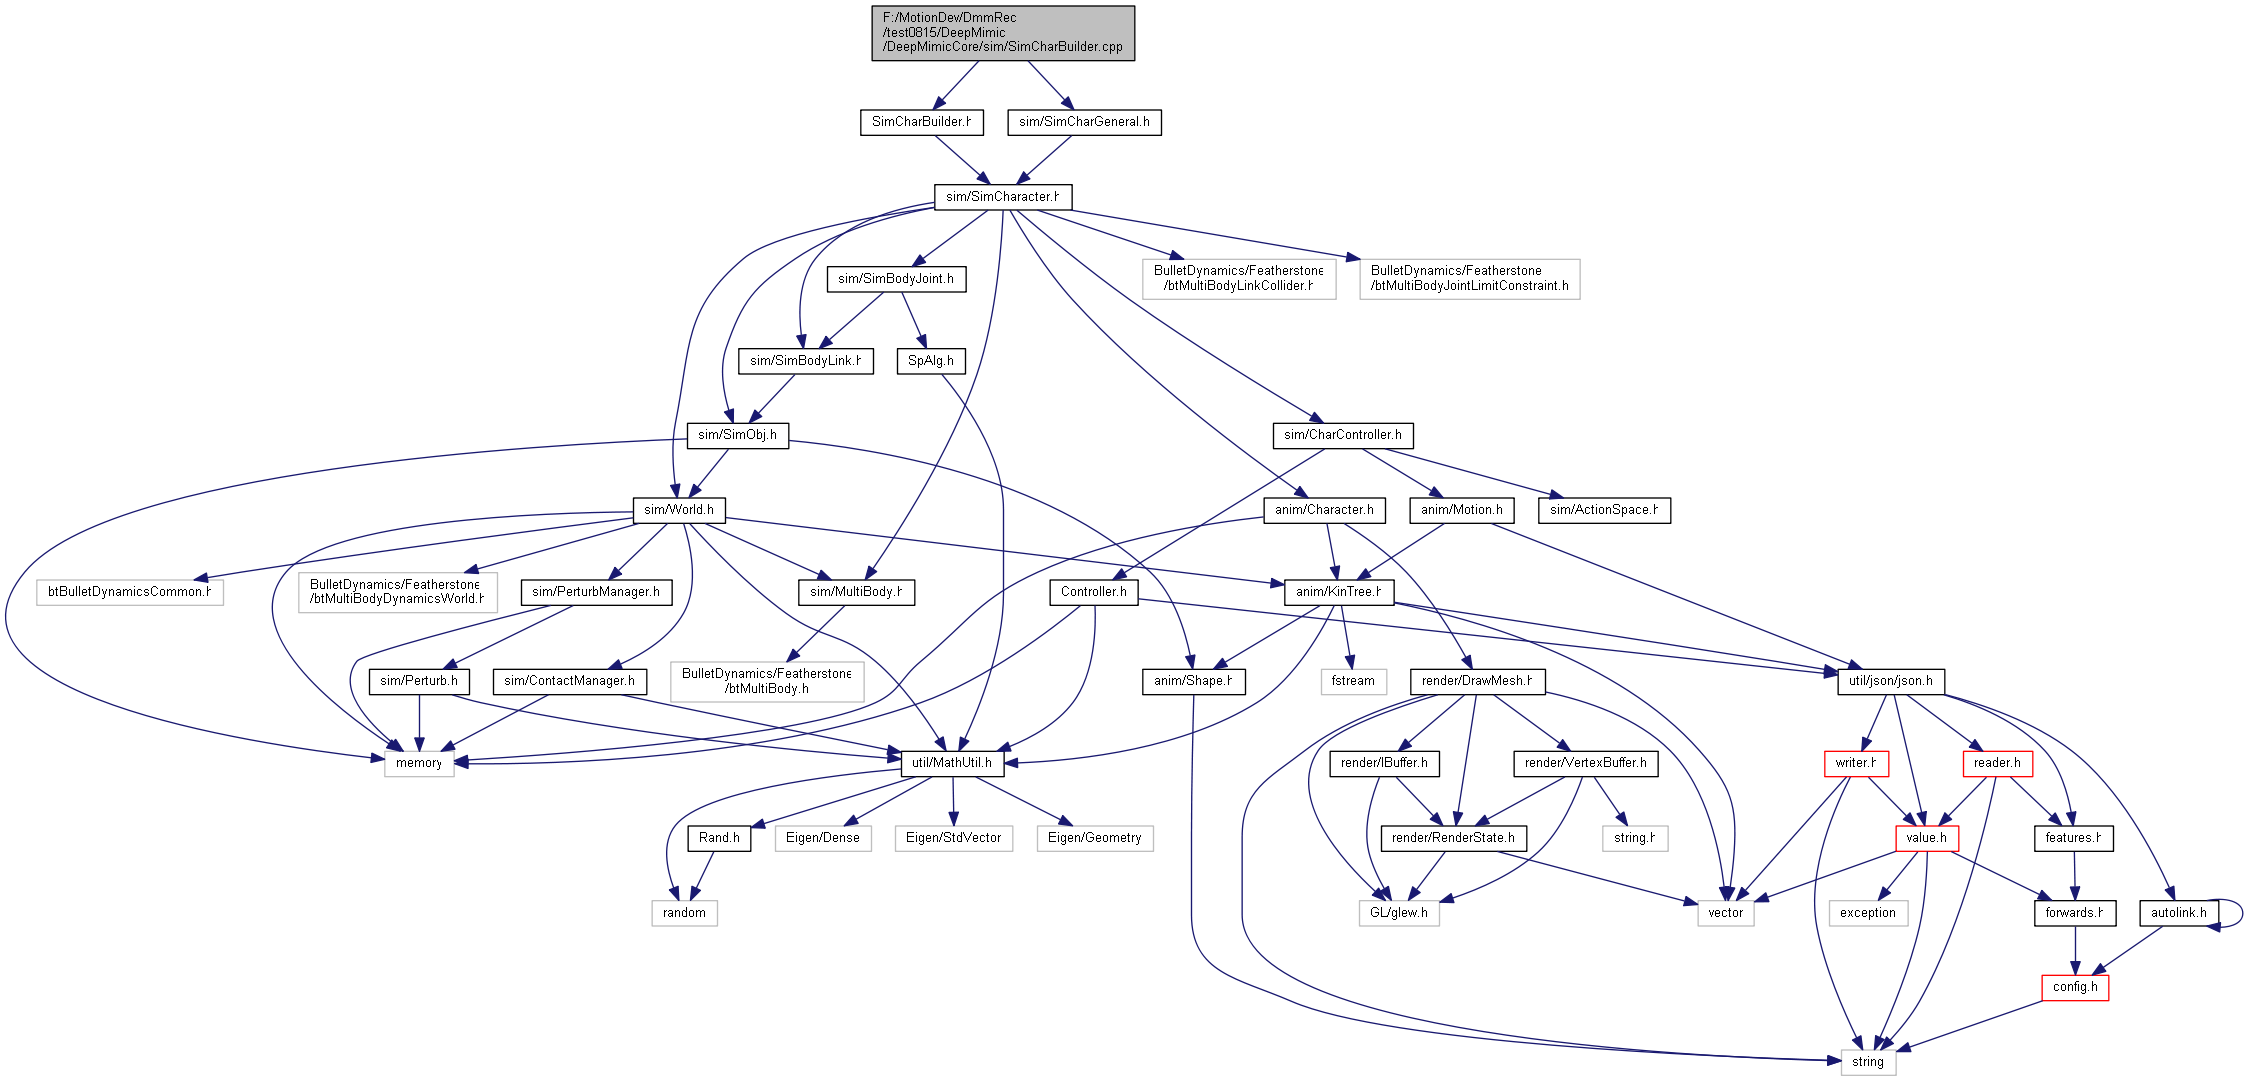 F:/MotionDev/DmmRec
/test0815/DeepMimic
/DeepMimicCore/sim/SimCharBuilder.cpp
SimCharBuilder.h
sim/SimCharGeneral.h
sim/SimCharacter.h
sim/SimBodyJoint.h
BulletDynamics/Featherstone
/btMultiBodyLinkCollider.h
BulletDynamics/Featherstone
/btMultiBodyJointLimitConstraint.h
sim/SimBodyLink.h
SpAlg.h
sim/SimObj.h
sim/CharController.h
sim/World.h
anim/Character.h
anim/Motion.h
sim/ActionSpace.h
btBulletDynamicsCommon.h
BulletDynamics/Featherstone
/btMultiBodyDynamicsWorld.h
sim/PerturbManager.h
sim/MultiBody.h
Controller.h
anim/KinTree.h
sim/Perturb.h
sim/ContactManager.h
BulletDynamics/Featherstone
/btMultiBody.h
anim/Shape.h
fstream
render/DrawMesh.h
util/json/json.h
memory
util/MathUtil.h
render/IBuffer.h
render/VertexBuffer.h
writer.h
reader.h
Rand.h
Eigen/Dense
Eigen/StdVector
Eigen/Geometry
render/RenderState.h
string.h
value.h
features.h
random
GL/glew.h
vector
exception
forwards.h
autolink.h
config.h
string